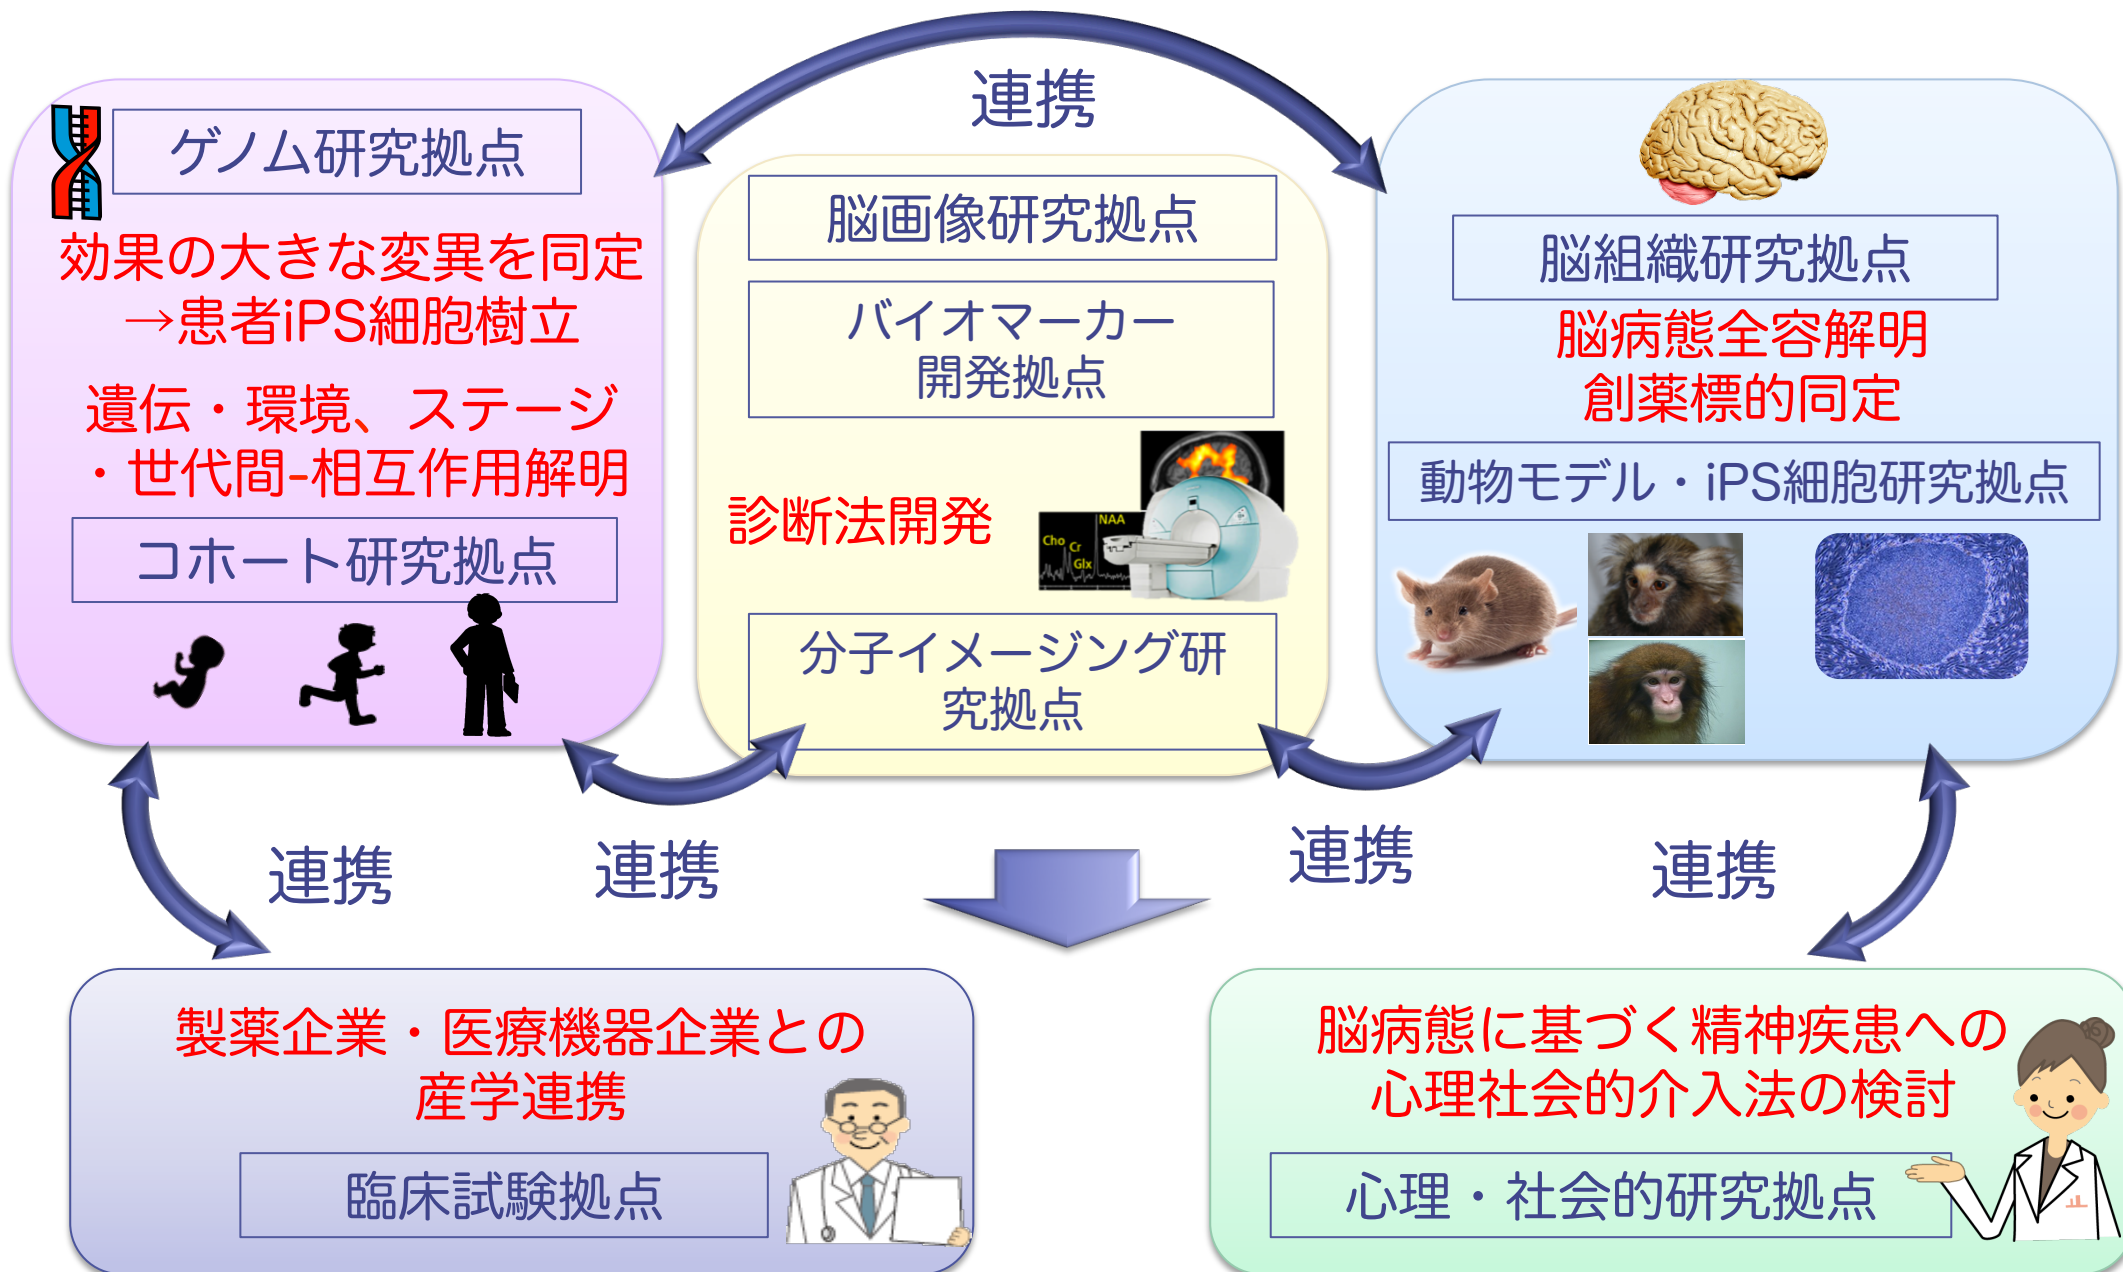 連携
ゲノム研究拠点
効果の大きな変異を同定
→患者iPS細胞樹立
遺伝・環境、ステージ
・世代間-相互作用解明
コホート研究拠点
脳画像研究拠点
バイオマーカー
開発拠点
診断法開発
NAA
Cho
Cr
Glx
分子イメージング研
究拠点
脳組織研究拠点
脳病態全容解明
創薬標的同定
動物モデル・iPS細胞研究拠点
連携
連携
連携
連携
製薬企業・医療機器企業との
産学連携
臨床試験拠点
脳病態に基づく精神疾患への
心理社会的介入法の検討
心理・社会的研究拠点